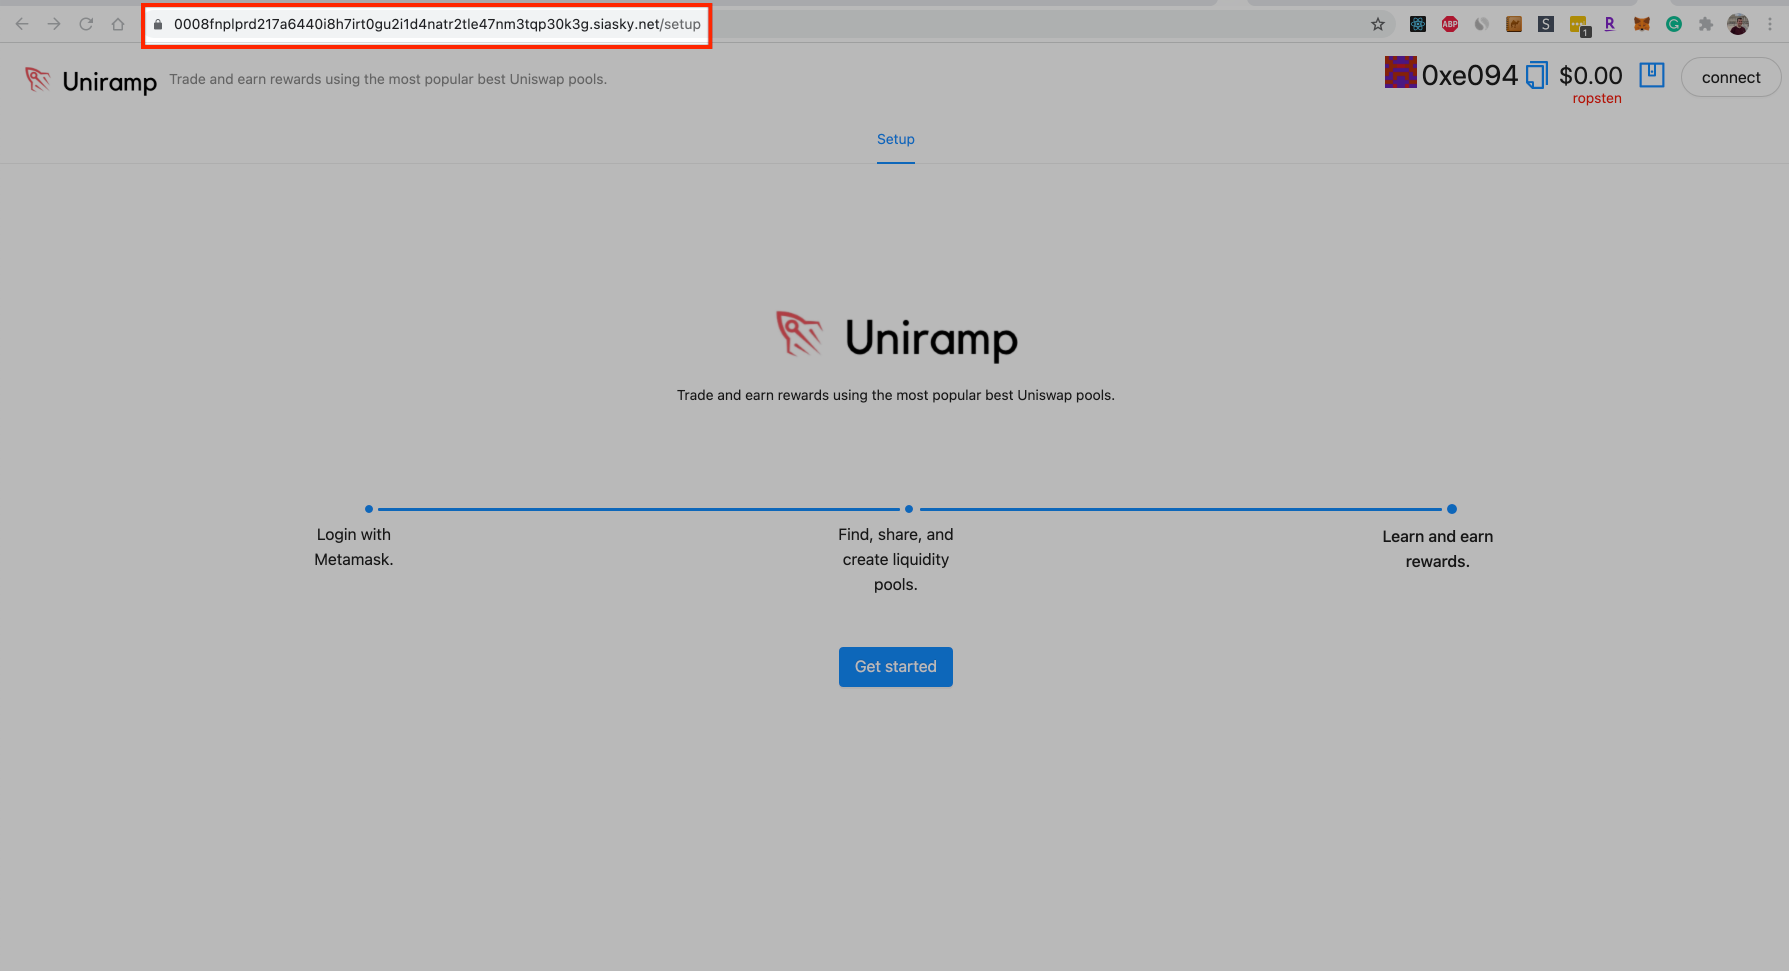 0008fnplprd217a6440i8h7irt0gu2i1d4natr2tle47nm3tqp30k3g.siasky.net/setup
ABP
S
1
R
G
Uniramp
Trade and earn rewards using the most popular best Uniswap pools.
0xe094
$0.00
ropsten
connect
Setup
Uniramp
Trade and earn rewards using the most popular best Uniswap pools.
Login with
Metamask.
Find, share, and
create liquidity
pools.
Learn and earn
rewards.
Get started